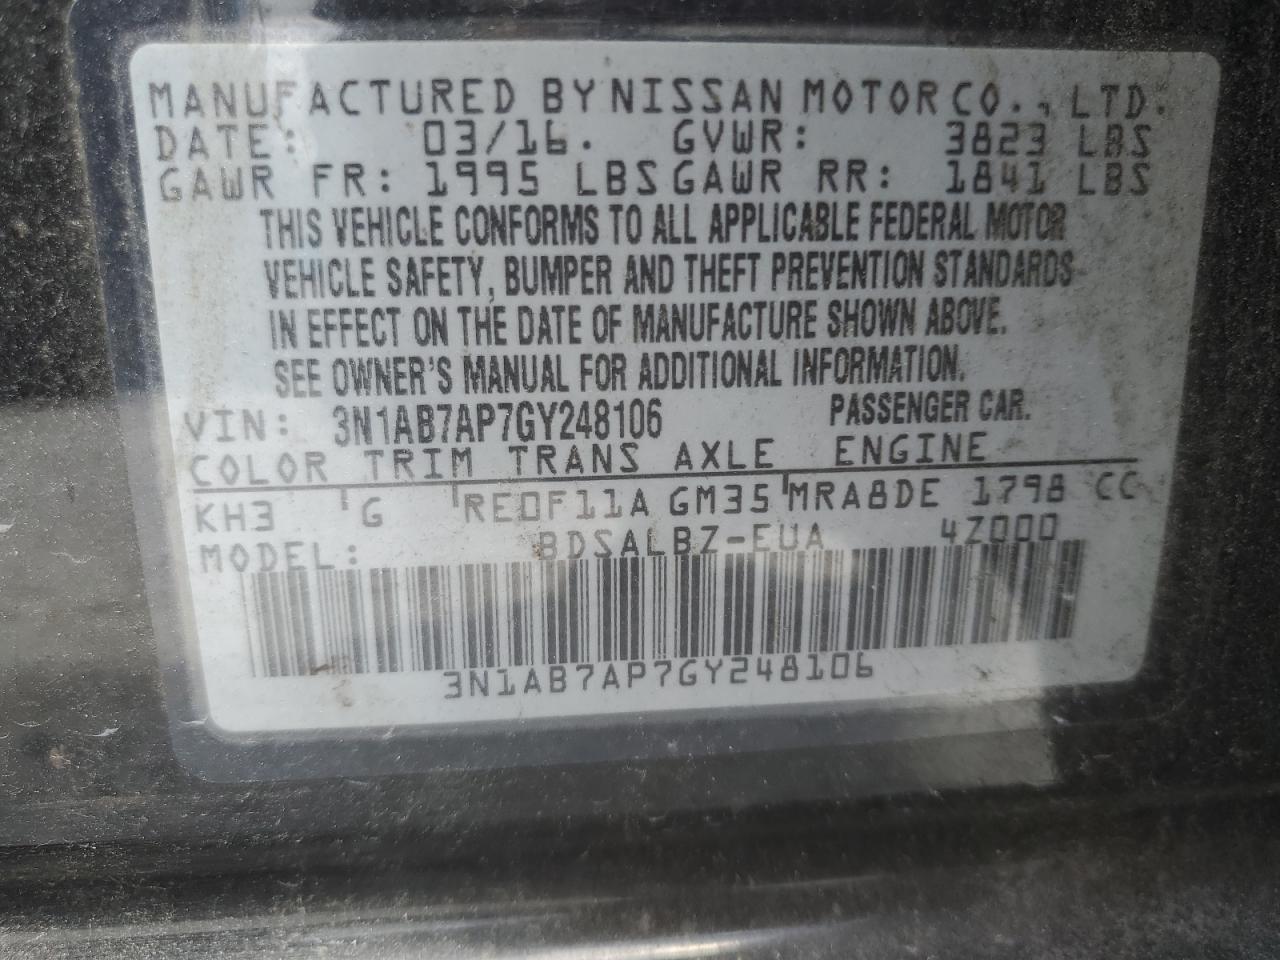 MANUFACTURED BY NISSAN MOTOR CO., LTD.
DATE: 03/16. GVWR: 3823 LBS
GAWR FR: 1995 LBS GAWR RR: 1841 LBS
THIS VEHICLE CONFORMS TO ALL APPLICABLE FEDERAL MOTOR
VEHICLE SAFETY, BUMPER AND THEFT PREVENTION STANDARDS
IN EFFECT ON THE DATE OF MANUFACTURE SHOWN ABOVE.
SEE OWNER'S MANUAL FOR ADDITIONAL INFORMATION.
VIN: 3N1AB7AP7GY248106 PASSENGER CAR.
COLOR TRIM TRANS AXLE ENGINE
KH3 G RE0F11A GM35 MRA8DE 1798 CC
MODEL: BDSALBZ-EUA 4Z000
3N1AB7AP7GY248106